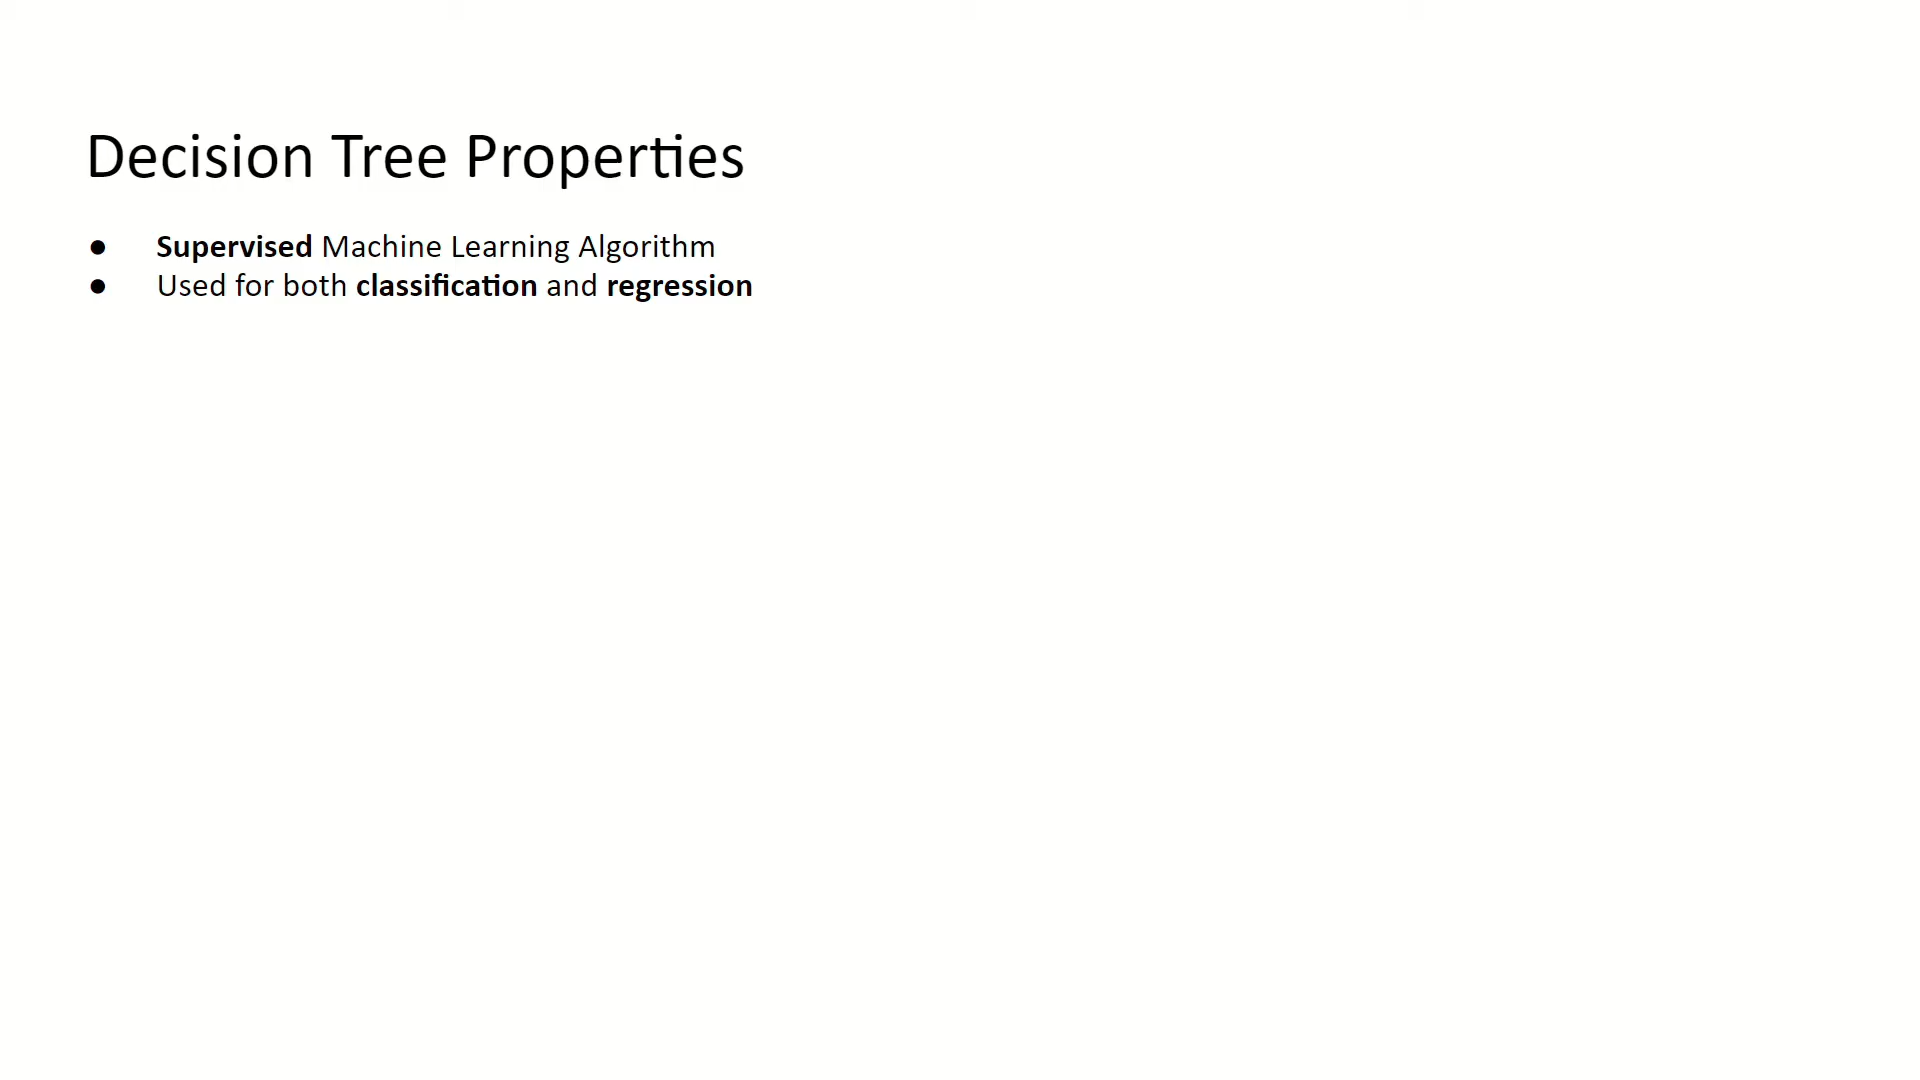 Decision Tree Properties
● Supervised Machine Learning Algorithm
● Used for both classification and regression